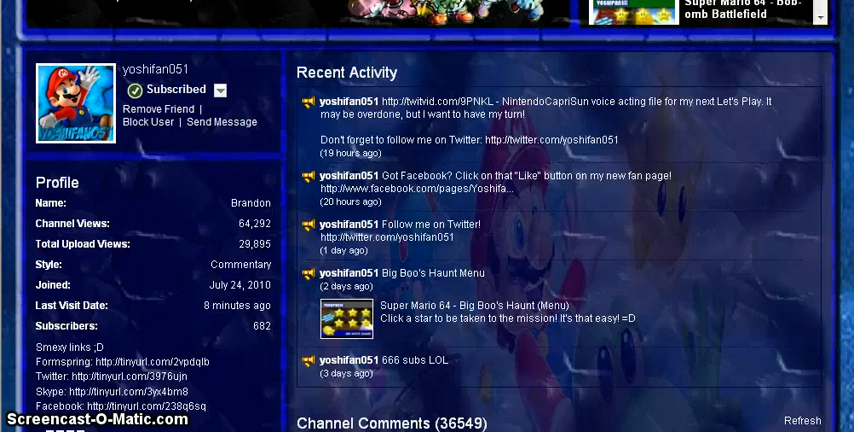 Super Mario 64 - Bob-
omb Battlefield
yoshifan051
Subscribed
Remove Friend |
Block User | Send Message
YOSHIFAN051
Profile
Name: Brandon
Channel Views: 64,292
Total Upload Views: 29,895
Style: Commentary
Joined: July 24, 2010
Last Visit Date: 8 minutes ago
Subscribers: 682
Smexy links ;D
Formspring: http://tinyurl.com/2vpdqlb
Twitter: http://tinyurl.com/3976ujn
Skype: http://tinyurl.com/3yx4bm8
Facebook: http://tinyurl.com/238q6sq
Recent Activity
yoshifan051 http://twitvid.com/9PNKL - NintendoCapriSun voice acting file for my next Let's Play. It
may be overdone, but I want to have my turn!
Don't forget to follow me on Twitter: http://twitter.com/yoshifan051
(19 hours ago)
yoshifan051 Got Facebook? Click on that "Like" button on my new fan page!
http://www.facebook.com/pages/Yoshifa...
(20 hours ago)
yoshifan051 Follow me on Twitter!
http://twitter.com/yoshifan051
(1 day ago)
yoshifan051 Big Boo's Haunt Menu
(2 days ago)
Super Mario 64 - Big Boo's Haunt (Menu)
Click a star to be taken to the mission! It's that easy! =D
yoshifan051 666 subs LOL
(3 days ago)
Channel Comments (36549)
Refresh
Screencast-O-Matic.com